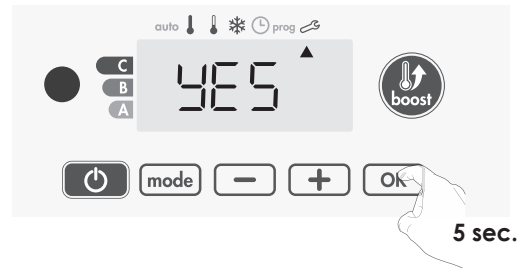 auto prog
C
B
A
YES
boost
mode - + OK
5 sec.